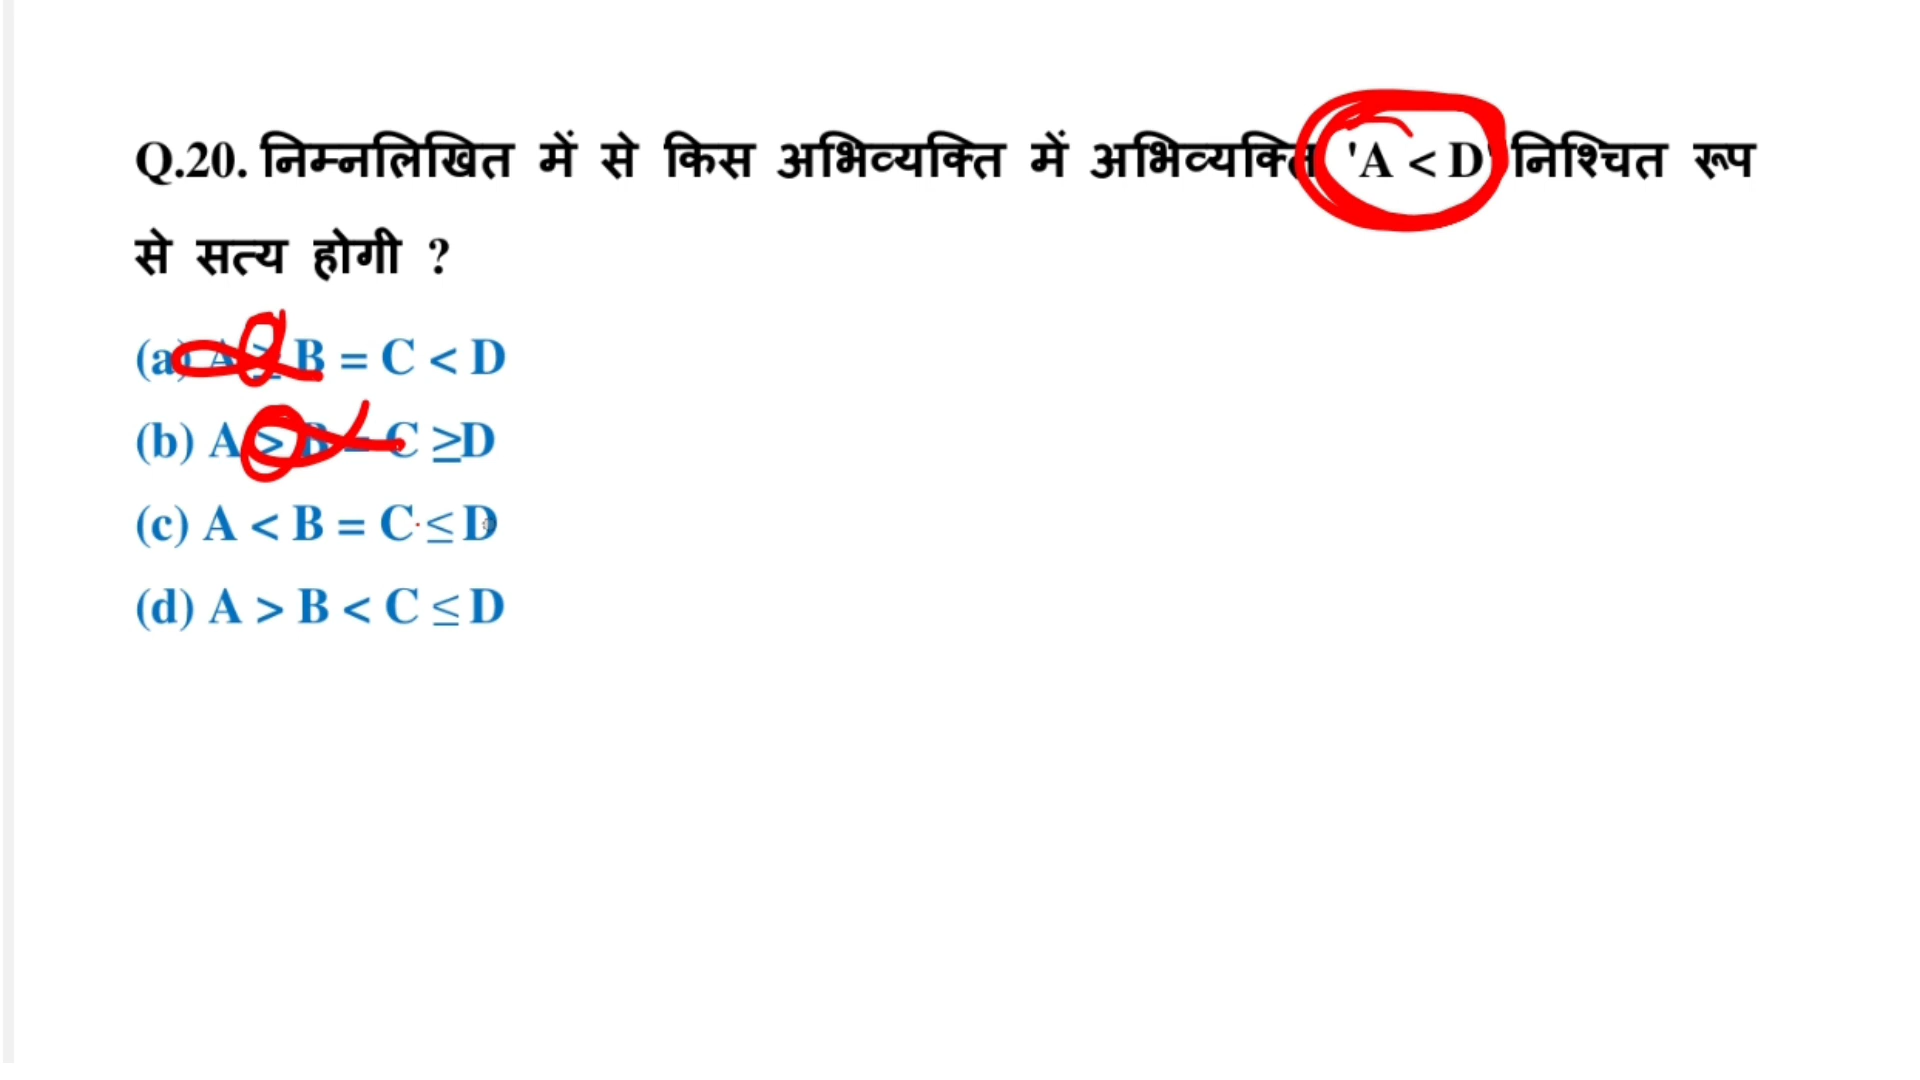 Q.20. निम्नलिखित में से किस अभिव्यक्ति में अभिव्यक्ति 'A < D' निश्चित रूप
से सत्य होगी ?
(a) A ≥ B = C < D
(b) A > B = C ≥D
(c) A < B = C ≤ D
(d) A > B < C ≤ D